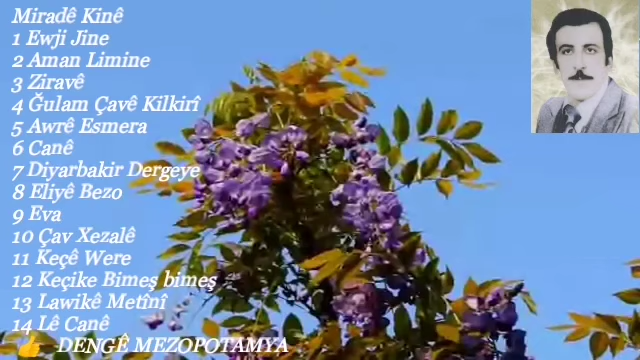 Miradê Kinê
1 Ewji Jine
2 Aman Limine
3 Ziravê
4 Ğulam Çavê Kilkirî
5 Awrê Esmera
6 Canê
7 Diyarbakir Dergeye
8 Eliyê Bezo
9 Eva
10 Çav Xezalê
11 Keçê Were
12 Keçike Bimeş bimeş
13 Lawikê Metînî
14 Lê Canê
👍 DENGÊ MEZOPOTAMYA